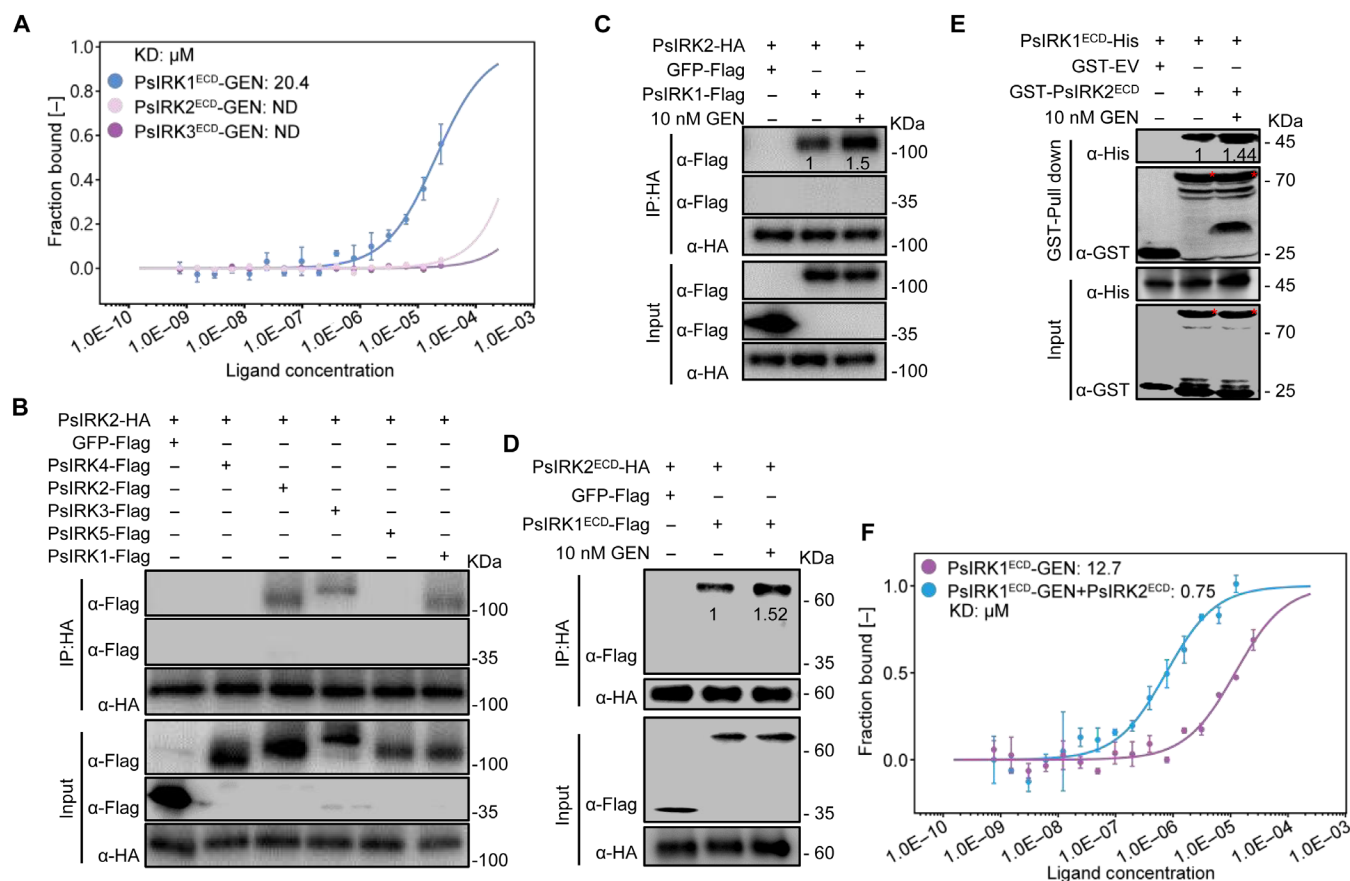 A
KD: µM
PsIRK1ECD-GEN: 20.4
PsIRK2ECD-GEN: ND
PsIRK3ECD-GEN: ND
Fraction bound [–]
1.0
0.8
0.6
0.4
0.2
0.0
1.0E–10
1.0E–09
1.0E–08
1.0E–07
1.0E–06
1.0E–05
1.0E–04
1.0E–03
Ligand concentration
B
PsIRK2-HA + + + + + +
GFP-Flag + – – – – –
PsIRK4-Flag – + – – – –
PsIRK2-Flag – – + – – –
PsIRK3-Flag – – – + – –
PsIRK5-Flag – – – – + –
PsIRK1-Flag – – – – – +
KDa
IP:HA
α-Flag -100
α-Flag -35
α-HA -100
Input
α-Flag -100
α-Flag -35
α-HA -100
C
PsIRK2-HA + + +
GFP-Flag + – –
PsIRK1-Flag – + +
10 nM GEN – – +
KDa
IP:HA
α-Flag 1 1.5 -100
α-Flag -35
α-HA -100
Input
α-Flag -100
α-Flag -35
α-HA -100
D
PsIRK2ECD-HA + + +
GFP-Flag + – –
PsIRK1ECD-Flag – + +
10 nM GEN – – +
KDa
IP:HA
- 60
1 1.52
α-Flag - 35
α-HA - 60
Input
- 60
α-Flag - 35
α-HA - 60
E
PsIRK1ECD-His + + +
GST-EV + – –
GST-PsIRK2ECD – + +
10 nM GEN – – +
KDa
GST-Pull down
α-His 1 1.44 - 45
* * - 70
α-GST - 25
Input
α-His - 45
* * - 70
α-GST - 25
F
PsIRK1ECD-GEN: 12.7
PsIRK1ECD-GEN+PsIRK2ECD: 0.75
KD: µM
Fraction bound [–]
1.0
0.5
0.0
1.0E–10
1.0E–09
1.0E–08
1.0E–07
1.0E–06
1.0E–05
1.0E–04
1.0E–03
Ligand concentration